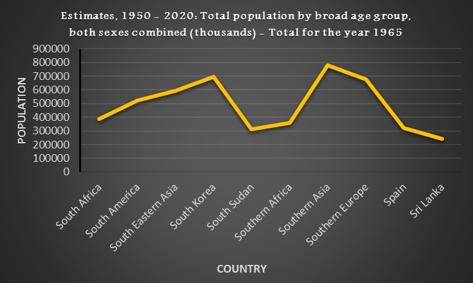 Estimates, 1950 - 2020: Total population by broad age group,
both sexes combined (thousands) - Total for the year 1965
POPULATION
900000
800000
700000
600000
500000
400000
300000
200000
100000
0
South Africa
South America
South Eastern Asia
South Korea
South Sudan
Southern Africa
Southern Asia
Southern Europe
Spain
Sri Lanka
COUNTRY